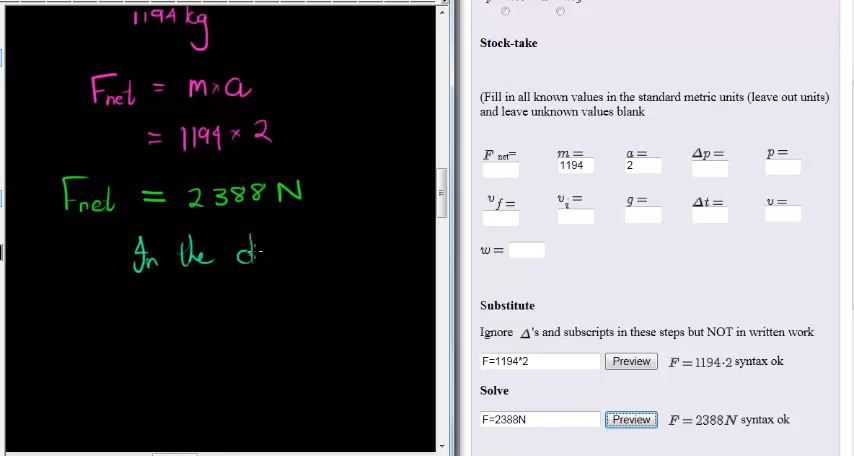 1194 kg
Fnet = m×a
= 1194 × 2
Fnet = 2388 N
In the
Stock-take
(Fill in all known values in the standard metric units (leave out units)
and leave unknown values blank
F net= m = a = Δp = p =
1194 2
v f = v i = g = Δt = v =
w =
Substitute
Ignore Δ's and subscripts in these steps but NOT in written work
F=1194*2 Preview F = 1194·2 syntax ok
Solve
F=2388N Preview F = 2388N syntax ok